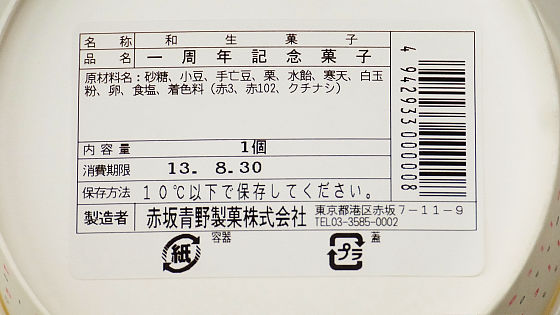 名称 和生菓子
品名 一周年記念菓子
原材料名：砂糖、小豆、手亡豆、栗、水飴、寒天、白玉
粉、卵、食塩、着色料（赤3、赤102、クチナシ）
内容量 1個
消費期限 13. 8.30
保存方法 10℃以下で保存してください。
製造者 赤坂青野製菓株式会社 東京都港区赤坂7-11-9
TEL03-3585-0002
4942933000008
紙 容器
プラ 蓋